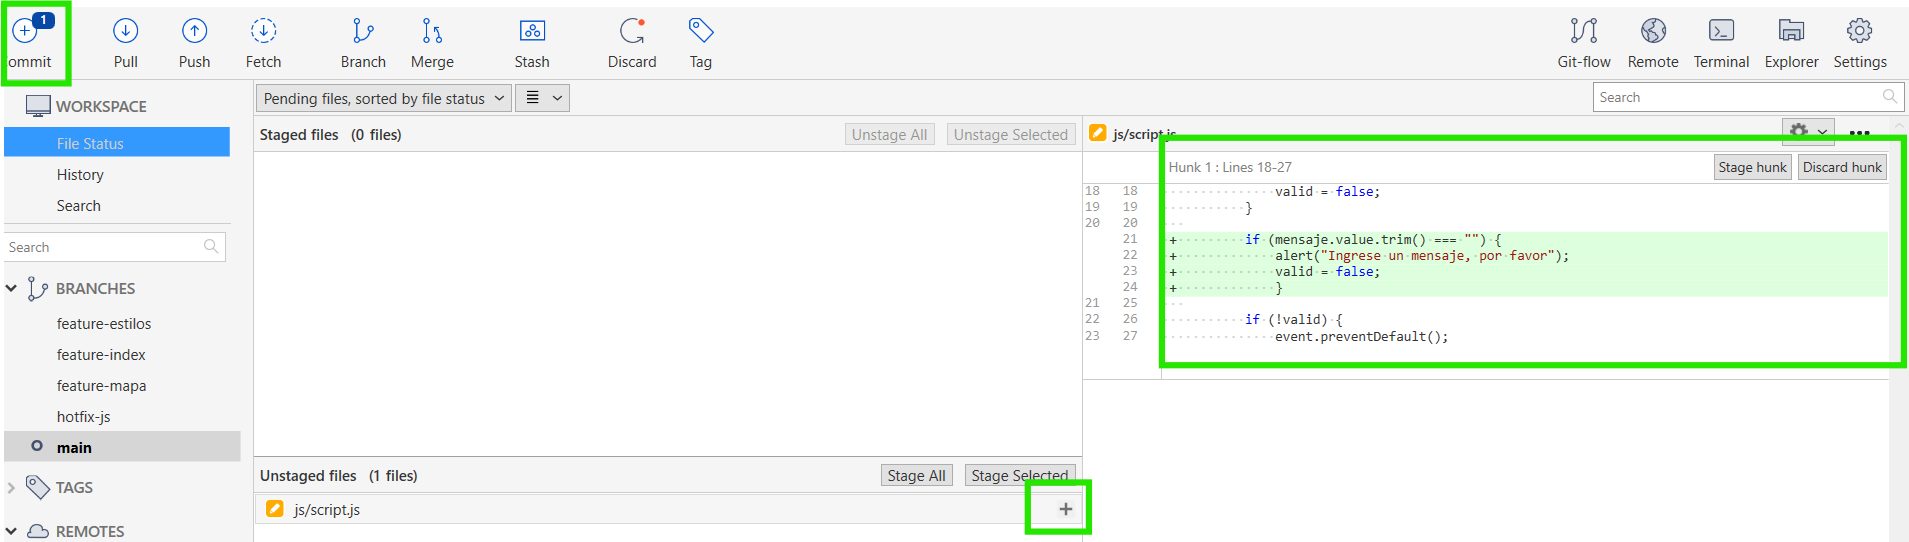 1
ommit Pull Push Fetch Branch Merge Stash Discard Tag Git-flow Remote Terminal Explorer Settings
WORKSPACE
File Status
History
Search
Search
BRANCHES
feature-estilos
feature-index
feature-mapa
hotfix-js
main
TAGS
REMOTES
Pending files, sorted by file status
Search
Staged files (0 files) Unstage All Unstage Selected
Unstaged files (1 files) Stage All Stage Selected
js/script.js +
js/script.js
Hunk 1 : Lines 18-27 Stage hunk Discard hunk
18 18 valid = false;
19 19 }
20 20
21 + if (mensaje.value.trim() === "") {
22 + alert("Ingrese un mensaje, por favor");
23 + valid = false;
24 + }
21 25
22 26 if (!valid) {
23 27 event.preventDefault();